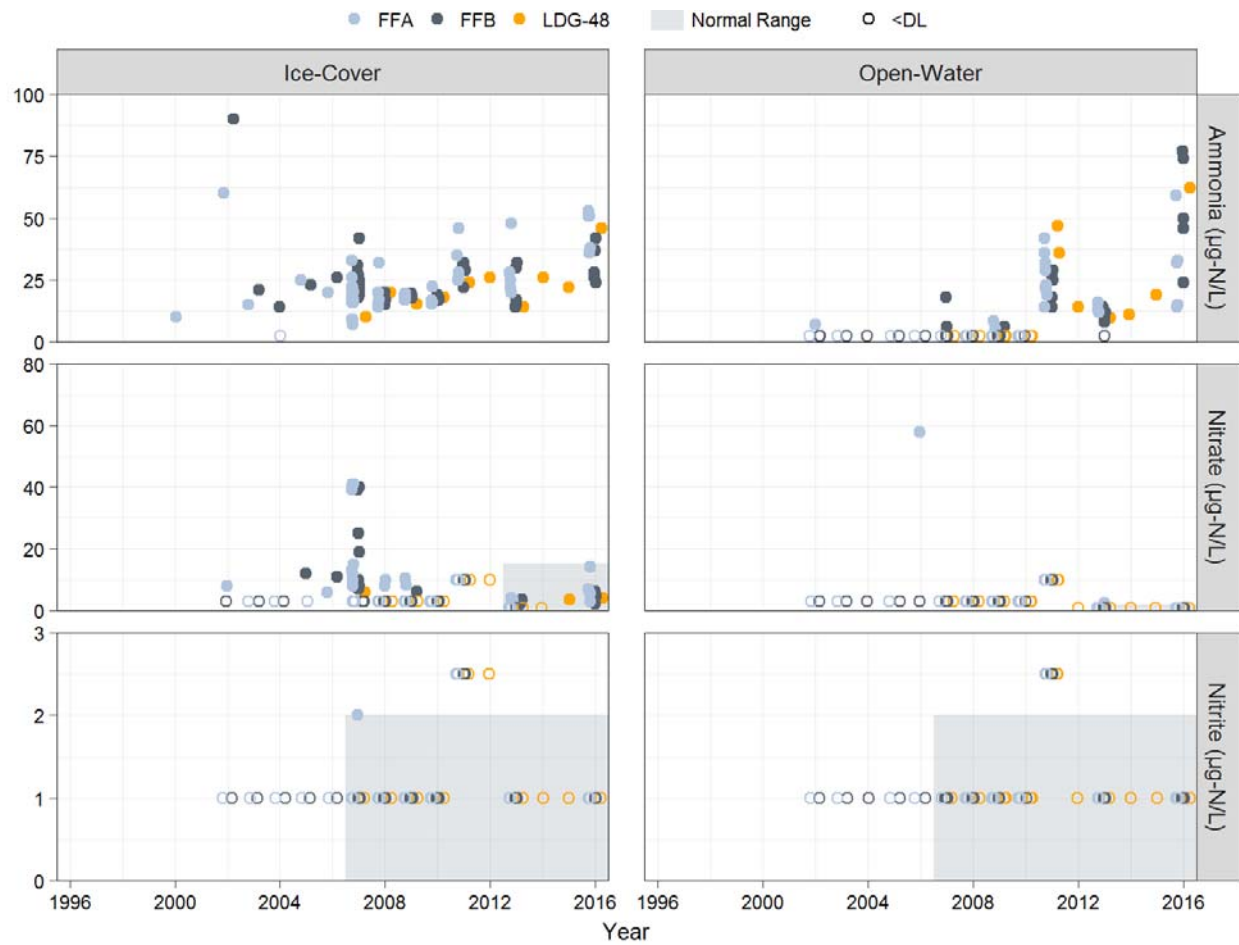 FFA FFB LDG-48 Normal Range <DL
Ice-Cover Open-Water
100
75
50
25
0
Ammonia (µg-N/L)
80
60
40
20
0
Nitrate (µg-N/L)
3
2
1
0
Nitrite (µg-N/L)
1996 2000 2004 2008 2012 2016 1996 2000 2004 2008 2012 2016
Year